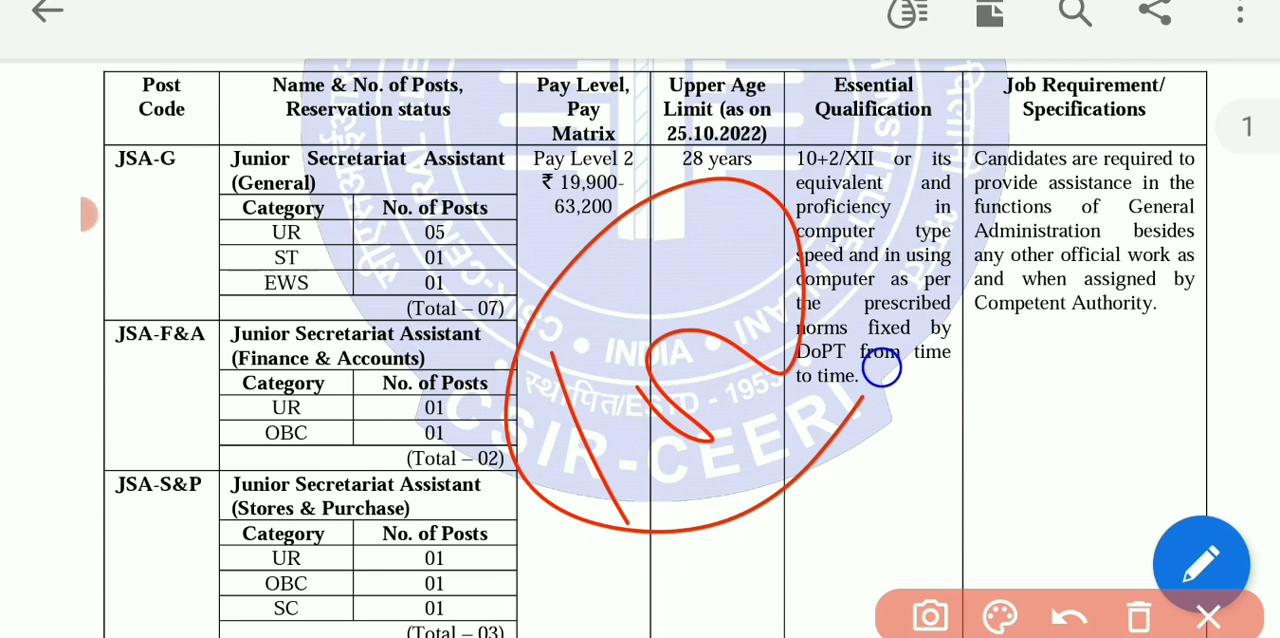 1
Post Code
Name & No. of Posts, Reservation status
Pay Level, Pay Matrix
Upper Age Limit (as on 25.10.2022)
Essential Qualification
Job Requirement/ Specifications
JSA-G
Junior Secretariat Assistant
(General)
Category No. of Posts
UR 05
ST 01
EWS 01
(Total – 07)
Pay Level 2
₹ 19,900-
63,200
28 years
10+2/XII or its
equivalent and
proficiency in
computer type
speed and in using
computer as per
the prescribed
norms fixed by
DoPT from time
to time.
Candidates are required to
provide assistance in the
functions of General
Administration besides
any other official work as
and when assigned by
Competent Authority.
JSA-F&A
Junior Secretariat Assistant
(Finance & Accounts)
Category No. of Posts
UR 01
OBC 01
(Total – 02)
JSA-S&P
Junior Secretariat Assistant
(Stores & Purchase)
Category No. of Posts
UR 01
OBC 01
SC 01
(Total – 03)
INDIA
स्थापित/ESTD - 1953
CSIR-CEERI